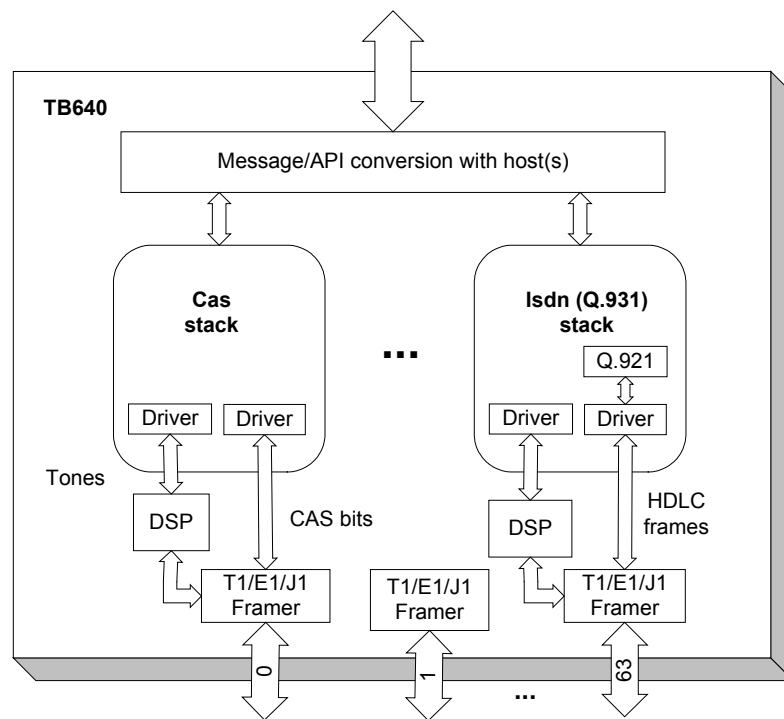 TB640
Message/API conversion with host(s)
Cas
stack
...
Isdn (Q.931)
stack
Q.921
Driver
Driver
Driver
Driver
Tones
DSP
CAS bits
DSP
HDLC
frames
T1/E1/J1
Framer
T1/E1/J1
Framer
T1/E1/J1
Framer
0
1
...
63